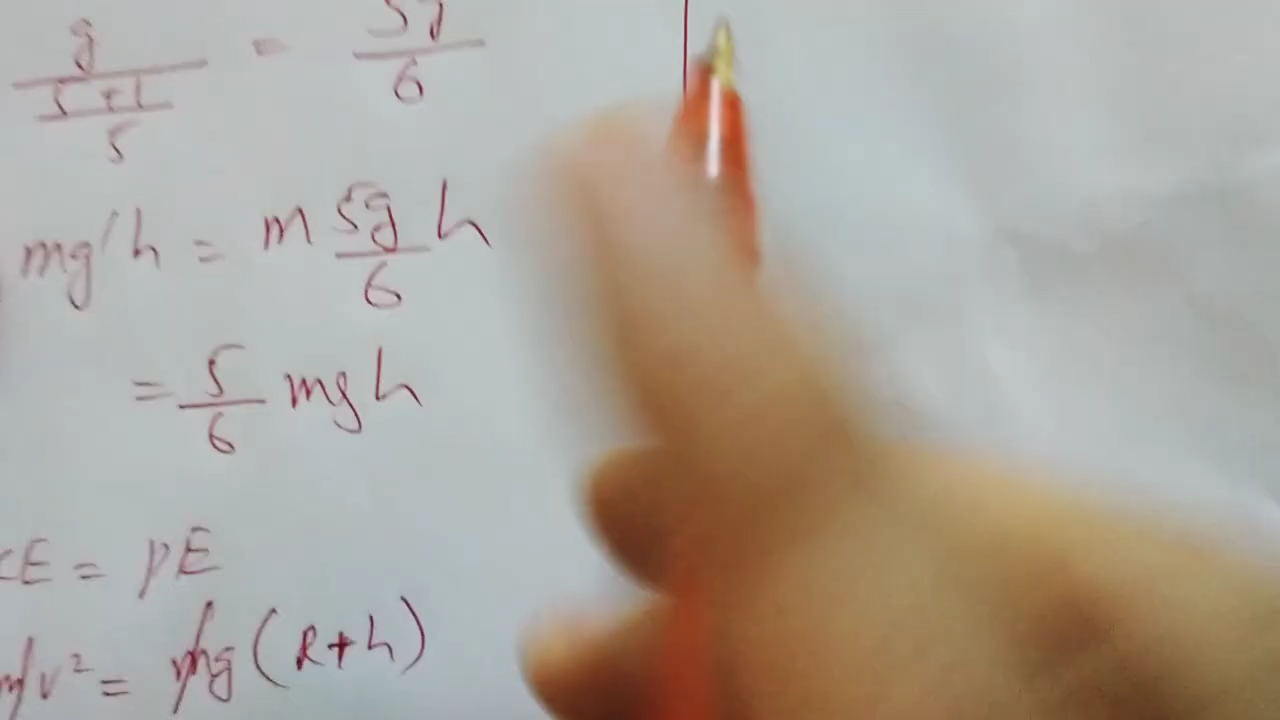 g/((5+1)/5) = 5g/6
mg'h = m 5g/6 h
= 5/6 mgh
KE = PE
mv² = mg(R+h)